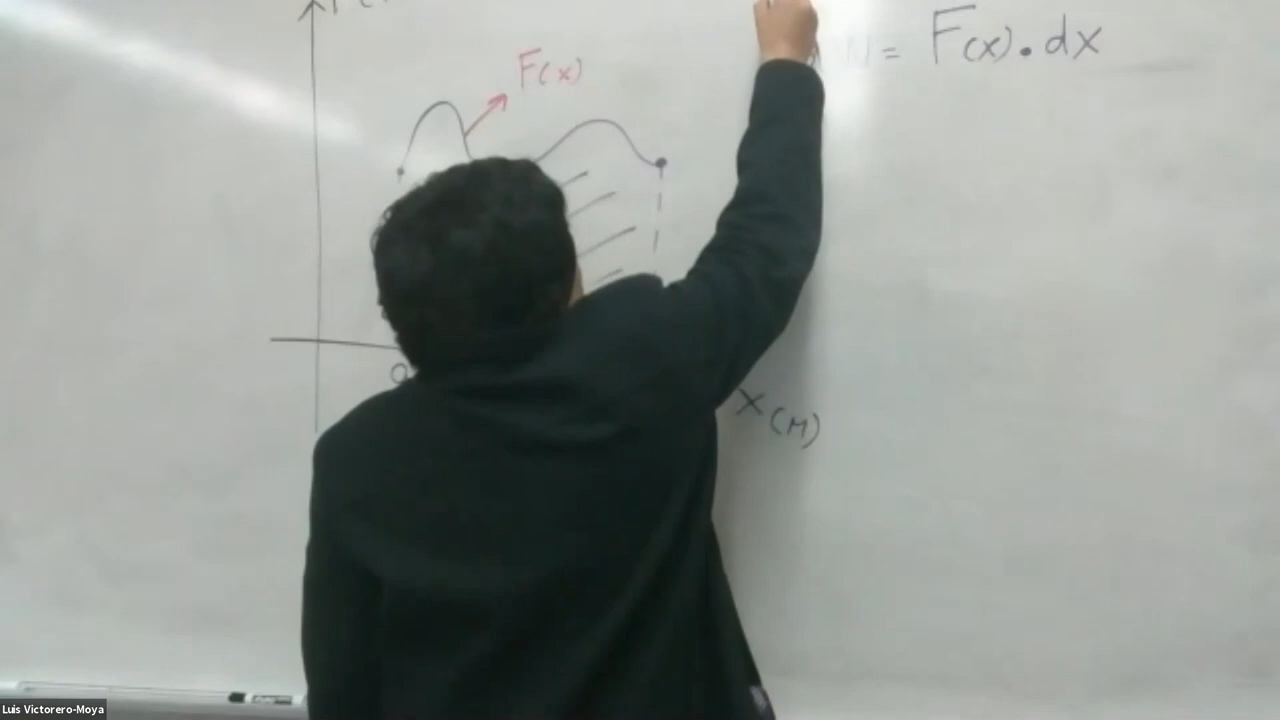 = F(x) • dx
F(x)
a
x (M)
Luis Victorero-Moya